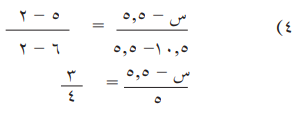 ٤) س − ٥,٥ / ١٠,٥ − ٥,٥ = ٥ − ٢ / ٦ − ٢
س − ٥,٥ / ٥ = ٣ / ٤